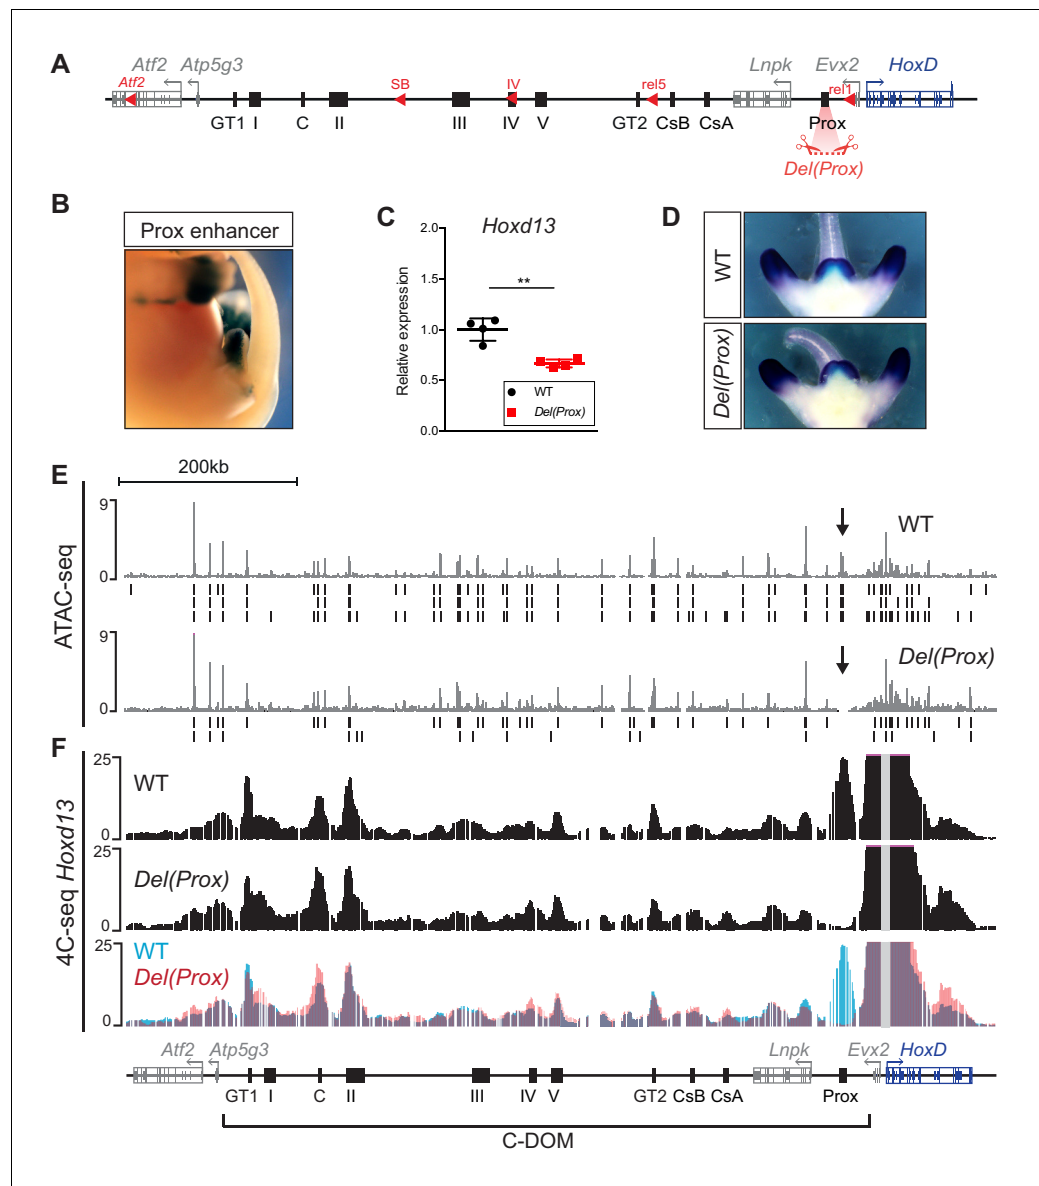 A
Atf2 Atp5g3 Lnpk Evx2 HoxD
Atf2 SB IV rel5 rel1
GT1 I C II III IV V GT2 CsB CsA Prox
Del(Prox)
B
Prox enhancer
C
Hoxd13
Relative expression
2.0
1.5
**
1.0
0.5
0.0
WT
Del(Prox)
D
WT
Del(Prox)
E
200kb
ATAC-seq
9
WT
0
9
Del(Prox)
0
F
4C-seq Hoxd13
25
WT
0
25
Del(Prox)
0
25
WT
Del(Prox)
0
Atf2 Atp5g3 Lnpk Evx2 HoxD
GT1 I C II III IV V GT2 CsB CsA Prox
C-DOM